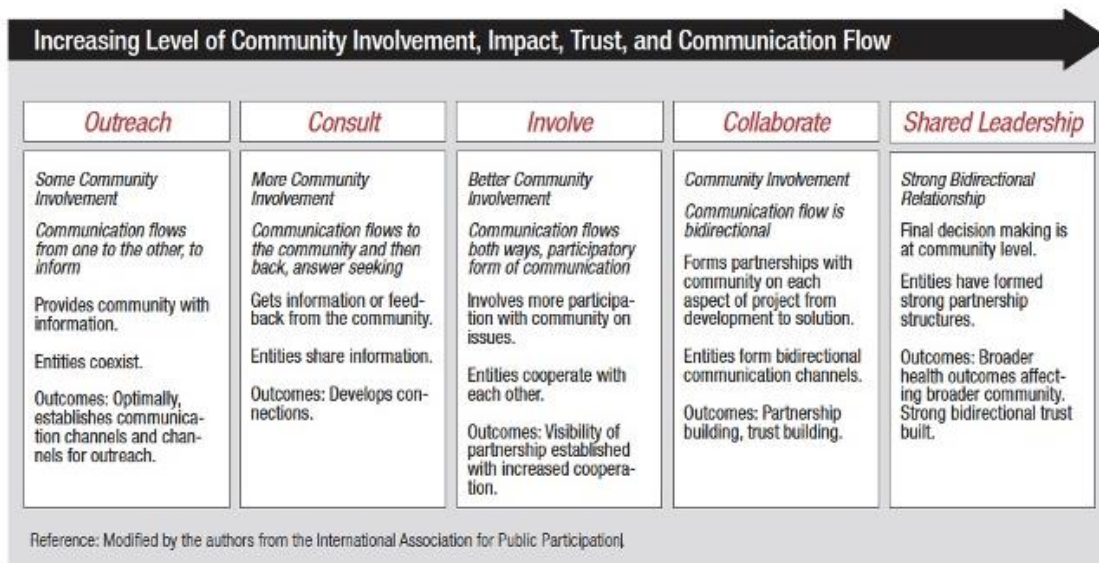 Increasing Level of Community Involvement, Impact, Trust, and Communication Flow
Outreach
Some Community
Involvement
Communication flows
from one to the other, to
inform
Provides community with
information.
Entities coexist.
Outcomes: Optimally,
establishes communica-
tion channels and chan-
nels for outreach.
Consult
More Community
Involvement
Communication flows to
the community and then
back, answer seeking
Gets information or feed-
back from the community.
Entities share information.
Outcomes: Develops con-
nections.
Involve
Better Community
Involvement
Communication flows
both ways, participatory
form of communication
Involves more participa-
tion with community on
issues.
Entities cooperate with
each other.
Outcomes: Visibility of
partnership established
with increased coopera-
tion.
Collaborate
Community Involvement
Communication flow is
bidirectional
Forms partnerships with
community on each
aspect of project from
development to solution.
Entities form bidirectional
communication channels.
Outcomes: Partnership
building, trust building.
Shared Leadership
Strong Bidirectional
Relationship
Final decision making is
at community level.
Entities have formed
strong partnership
structures.
Outcomes: Broader
health outcomes affect-
ing broader community.
Strong bidirectional trust
built.
Reference: Modified by the authors from the International Association for Public Participation.